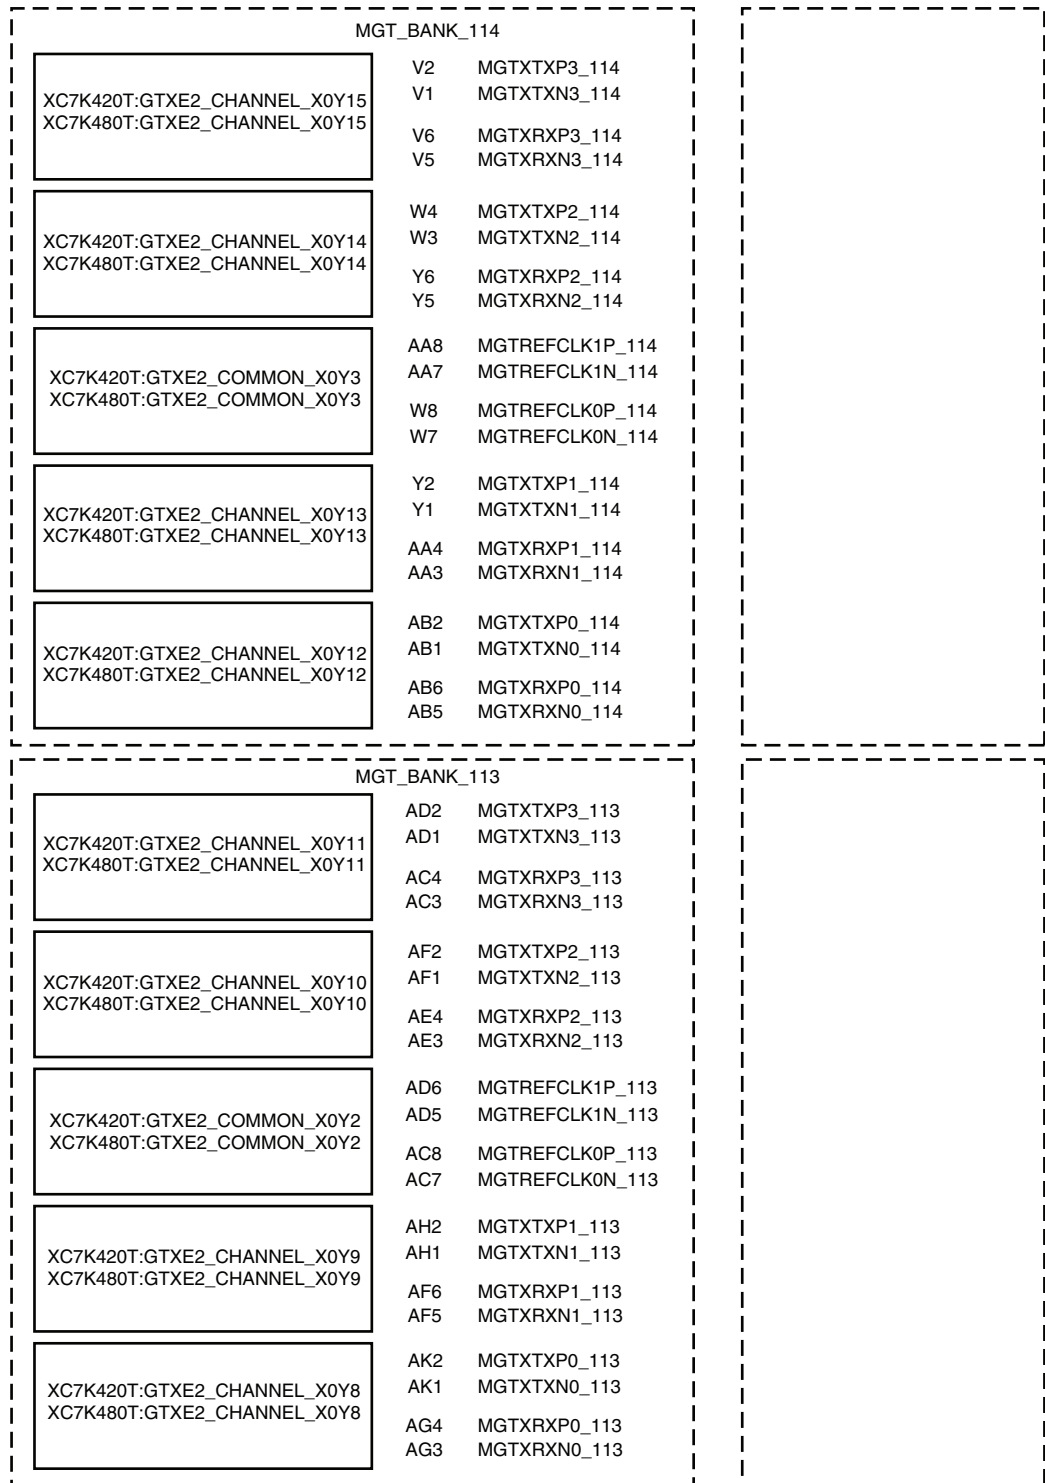 MGT_BANK_114
XC7K420T:GTXE2_CHANNEL_X0Y15
XC7K480T:GTXE2_CHANNEL_X0Y15
V2 MGTXTXP3_114
V1 MGTXTXN3_114
V6 MGTXRXP3_114
V5 MGTXRXN3_114
XC7K420T:GTXE2_CHANNEL_X0Y14
XC7K480T:GTXE2_CHANNEL_X0Y14
W4 MGTXTXP2_114
W3 MGTXTXN2_114
Y6 MGTXRXP2_114
Y5 MGTXRXN2_114
XC7K420T:GTXE2_COMMON_X0Y3
XC7K480T:GTXE2_COMMON_X0Y3
AA8 MGTREFCLK1P_114
AA7 MGTREFCLK1N_114
W8 MGTREFCLK0P_114
W7 MGTREFCLK0N_114
XC7K420T:GTXE2_CHANNEL_X0Y13
XC7K480T:GTXE2_CHANNEL_X0Y13
Y2 MGTXTXP1_114
Y1 MGTXTXN1_114
AA4 MGTXRXP1_114
AA3 MGTXRXN1_114
XC7K420T:GTXE2_CHANNEL_X0Y12
XC7K480T:GTXE2_CHANNEL_X0Y12
AB2 MGTXTXP0_114
AB1 MGTXTXN0_114
AB6 MGTXRXP0_114
AB5 MGTXRXN0_114
MGT_BANK_113
XC7K420T:GTXE2_CHANNEL_X0Y11
XC7K480T:GTXE2_CHANNEL_X0Y11
AD2 MGTXTXP3_113
AD1 MGTXTXN3_113
AC4 MGTXRXP3_113
AC3 MGTXRXN3_113
XC7K420T:GTXE2_CHANNEL_X0Y10
XC7K480T:GTXE2_CHANNEL_X0Y10
AF2 MGTXTXP2_113
AF1 MGTXTXN2_113
AE4 MGTXRXP2_113
AE3 MGTXRXN2_113
XC7K420T:GTXE2_COMMON_X0Y2
XC7K480T:GTXE2_COMMON_X0Y2
AD6 MGTREFCLK1P_113
AD5 MGTREFCLK1N_113
AC8 MGTREFCLK0P_113
AC7 MGTREFCLK0N_113
XC7K420T:GTXE2_CHANNEL_X0Y9
XC7K480T:GTXE2_CHANNEL_X0Y9
AH2 MGTXTXP1_113
AH1 MGTXTXN1_113
AF6 MGTXRXP1_113
AF5 MGTXRXN1_113
XC7K420T:GTXE2_CHANNEL_X0Y8
XC7K480T:GTXE2_CHANNEL_X0Y8
AK2 MGTXTXP0_113
AK1 MGTXTXN0_113
AG4 MGTXRXP0_113
AG3 MGTXRXN0_113